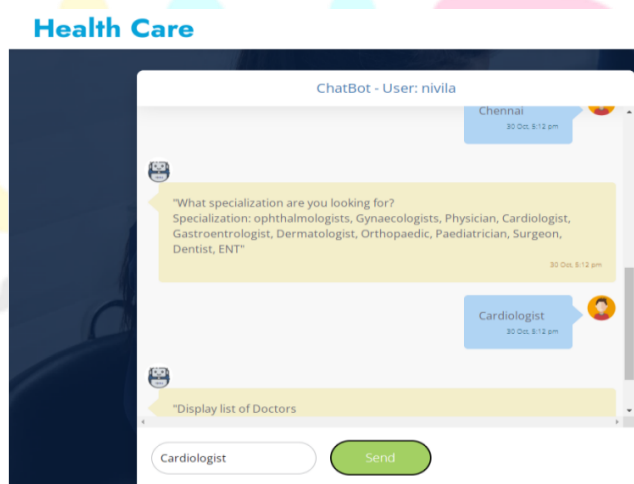 Health Care
ChatBot - User: nivila
Chennai
30 Oct, 5:12 pm
"What specialization are you looking for?
Specialization: ophthalmologists, Gynaecologists, Physician, Cardiologist,
Gastroentrologist, Dermatologist, Orthopaedic, Paediatrician, Surgeon,
Dentist, ENT"
30 Oct, 5:12 pm
Cardiologist
30 Oct, 5:12 pm
"Display list of Doctors
Cardiologist
Send